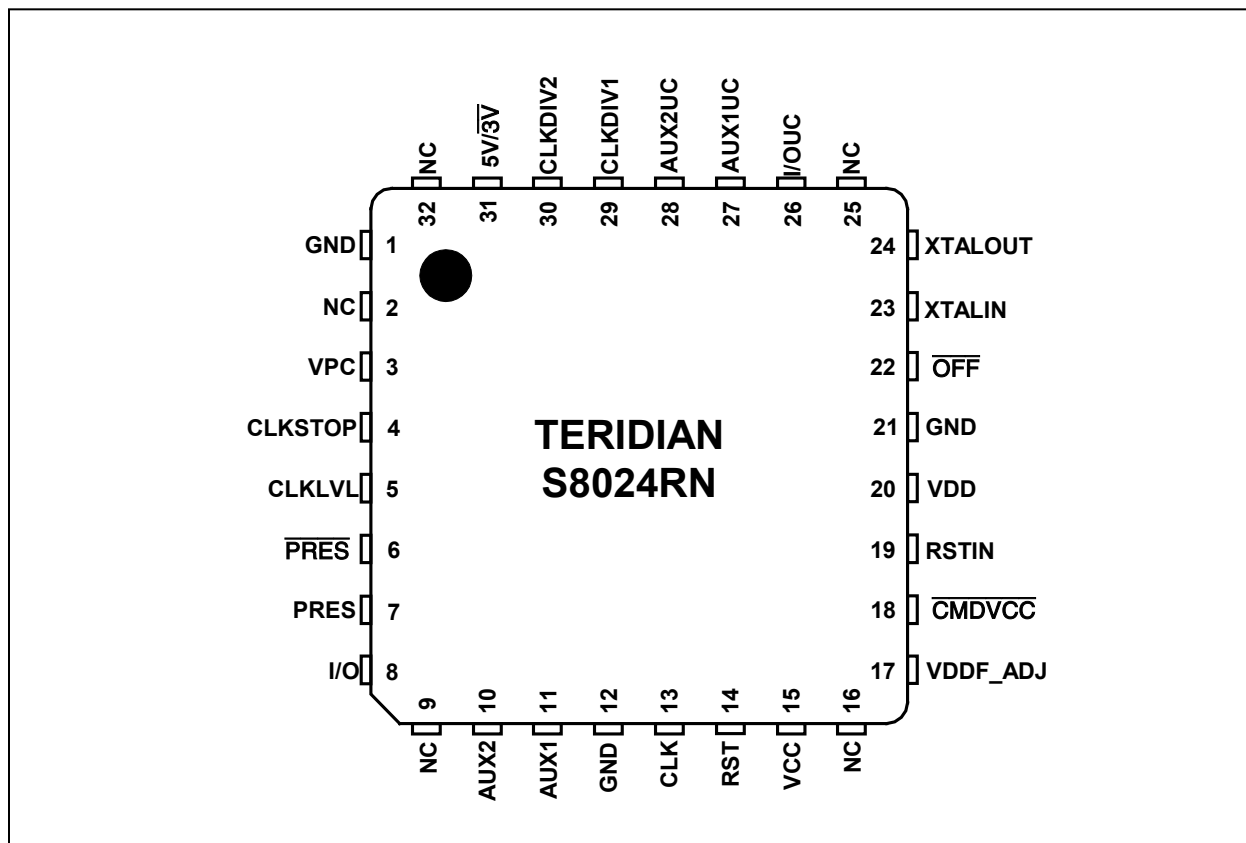 NC
5V/3V
CLKDIV2
CLKDIV1
AUX2UC
AUX1UC
I/OUC
NC
32
31
30
29
28
27
26
25
GND 1
NC 2
VPC 3
CLKSTOP 4
CLKLVL 5
PRES 6
PRES 7
I/O 8
TERIDIAN
S8024RN
24 XTALOUT
23 XTALIN
22 OFF
21 GND
20 VDD
19 RSTIN
18 CMDVCC
17 VDDF_ADJ
9
10
11
12
13
14
15
16
NC
AUX2
AUX1
GND
CLK
RST
VCC
NC